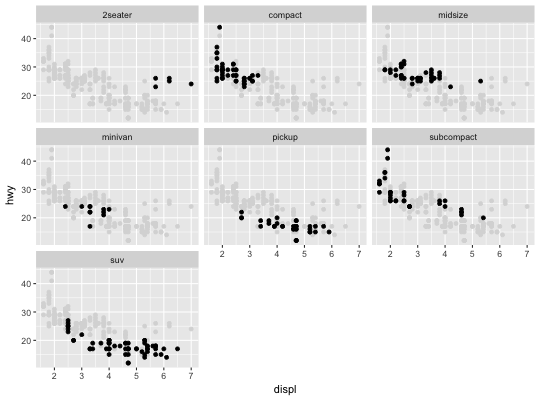 2seater compact midsize
40
30
20
minivan pickup subcompact
40
30
20
suv
2 3 4 5 6 7 2 3 4 5 6 7
40
30
20
2 3 4 5 6 7
hwy
displ